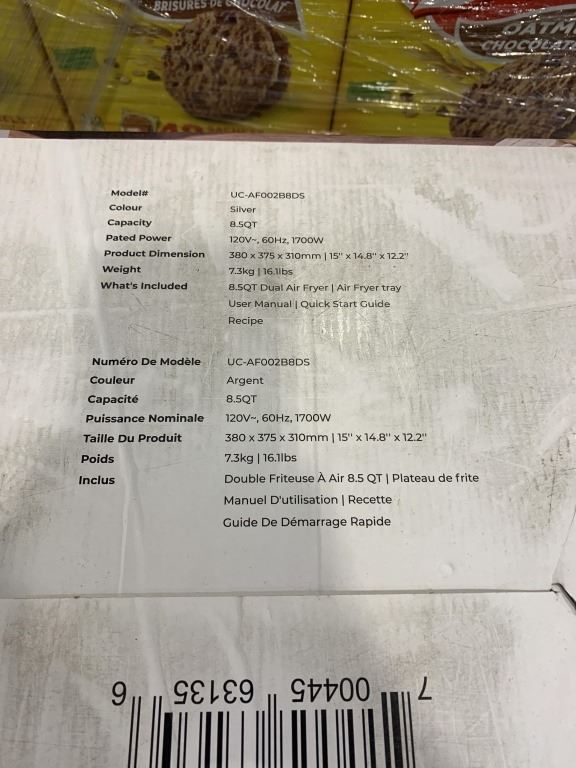 BRISURES DE CHOCOLAT
OATM
CHOCOLAT
Model# UC-AF002B8DS
Colour Silver
Capacity 8.5QT
Pated Power 120V~, 60Hz, 1700W
Product Dimension 380 x 375 x 310mm | 15" x 14.8" x 12.2"
Weight 7.3kg | 16.1lbs
What's Included 8.5QT Dual Air Fryer | Air Fryer tray
User Manual | Quick Start Guide
Recipe
Numéro De Modèle UC-AF002B8DS
Couleur Argent
Capacité 8.5QT
Puissance Nominale 120V~, 60Hz, 1700W
Taille Du Produit 380 x 375 x 310mm | 15" x 14.8" x 12.2"
Poids 7.3kg | 16.1lbs
Inclus Double Friteuse À Air 8.5 QT | Plateau de frite
Manuel D'utilisation | Recette
Guide De Démarrage Rapide
7 00445 63135 6